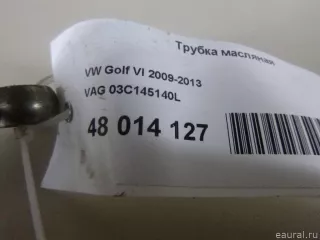 Трубка масляная
VW Golf VI 2009-2013
VAG 03C145140L
48 014 127
eaural.ru